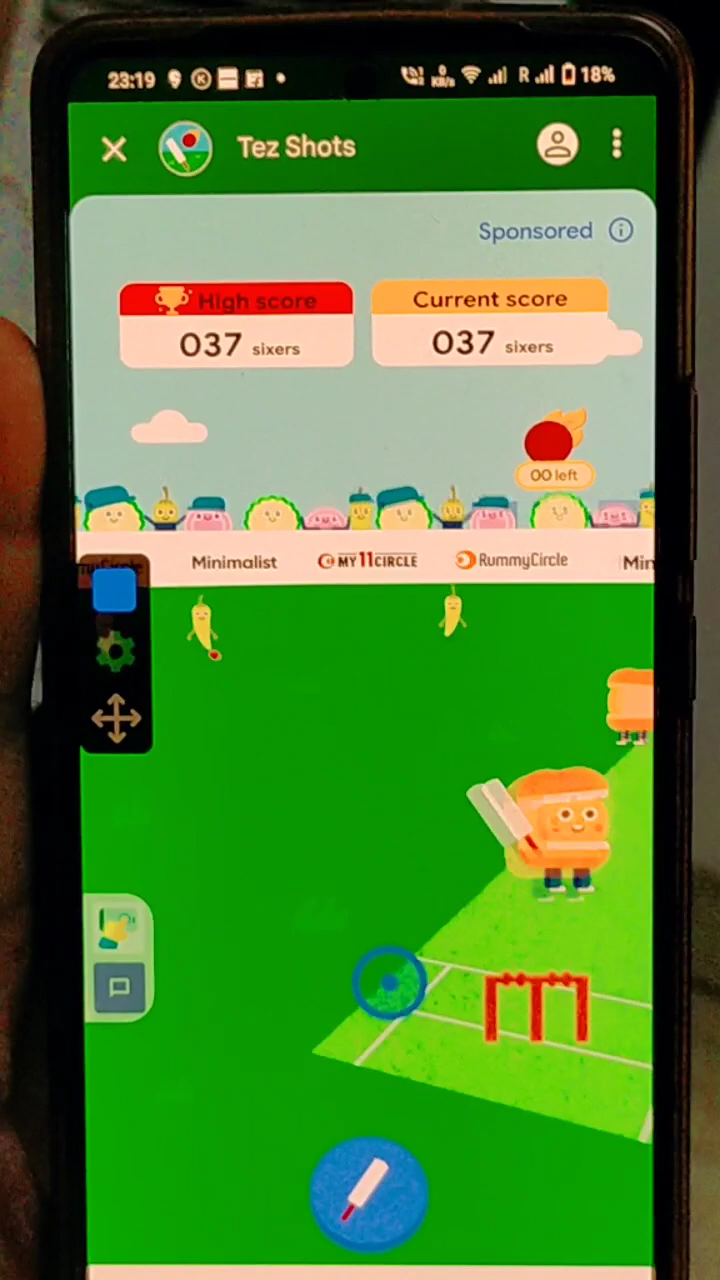 23:19 R 18%
Tez Shots
Sponsored
High score
037 sixers
Current score
037 sixers
00 left
Minimalist MY11CIRCLE RummyCircle Min